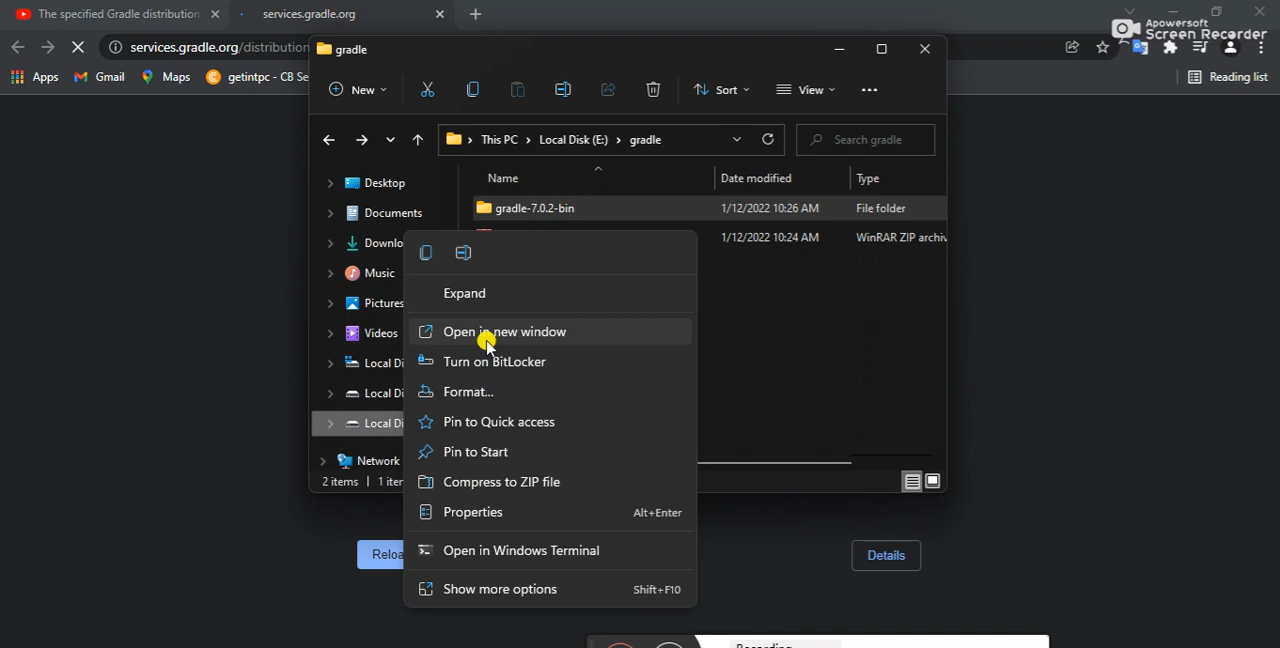 The specified Gradle distribution
services.gradle.org
Apowersoft
Screen Recorder
services.gradle.org/distribution
Apps
Gmail
Maps
getintpc - CB Se
Reading list
gradle
New
Sort
View
This PC > Local Disk (E:) > gradle
Search gradle
Name
Date modified
Type
Desktop
Documents
Downlo
Music
Pictures
Videos
Local Di
Local Di
Local Di
Network
gradle-7.0.2-bin 1/12/2022 10:26 AM File folder
1/12/2022 10:24 AM WinRAR ZIP archiv
Expand
Open in new window
Turn on BitLocker
Format...
Pin to Quick access
Pin to Start
Compress to ZIP file
Properties Alt+Enter
Open in Windows Terminal
Show more options Shift+F10
2 items 1 iter
Reloa
Details